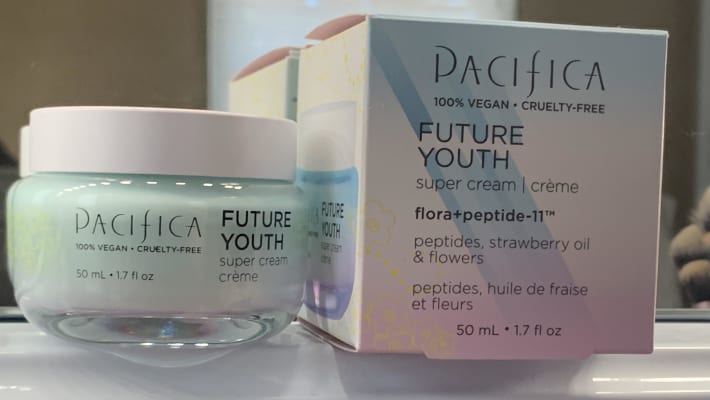 PACIFICA
100% VEGAN • CRUELTY-FREE
FUTURE
YOUTH
super cream
crème
50 mL • 1.7 fl oz
FUTURE
YOUTH
super cream
crème
PACIFICA
100% VEGAN • CRUELTY-FREE
FUTURE
YOUTH
super cream | crème
flora+peptide-11™
peptides, strawberry oil
& flowers
peptides, huile de fraise
et fleurs
50 mL • 1.7 fl oz